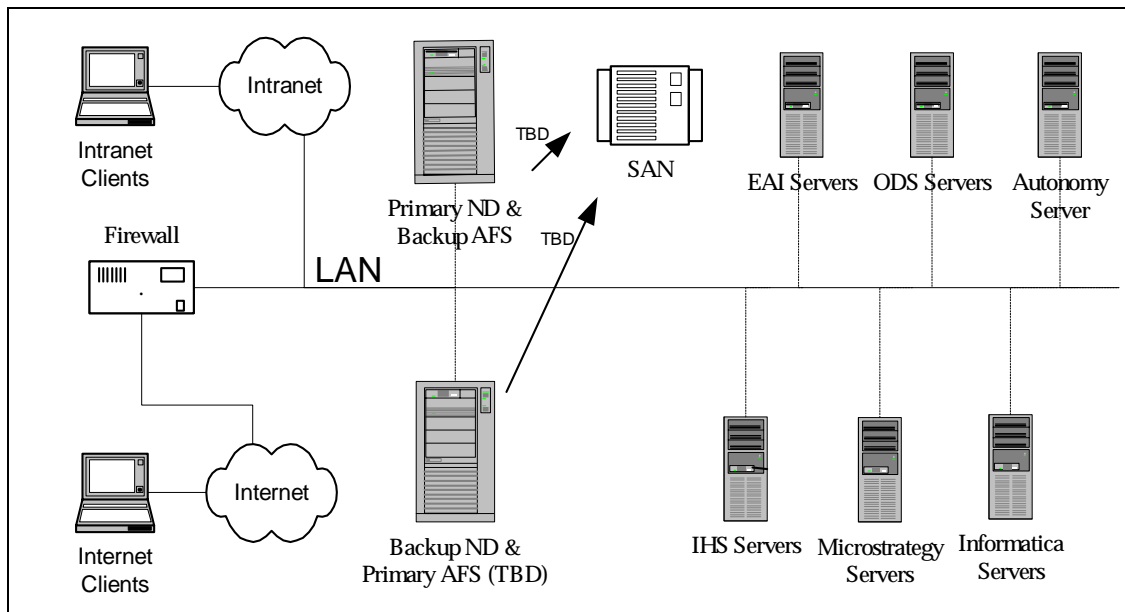 Intranet
Clients
Intranet
Primary ND &
Backup AFS
TBD
SAN
EAI Servers
ODS Servers
Autonomy
Server
Firewall
LAN
TBD
Internet
Clients
Internet
Backup ND &
Primary AFS (TBD)
IHS Servers
Microstrategy
Servers
Informatica
Servers